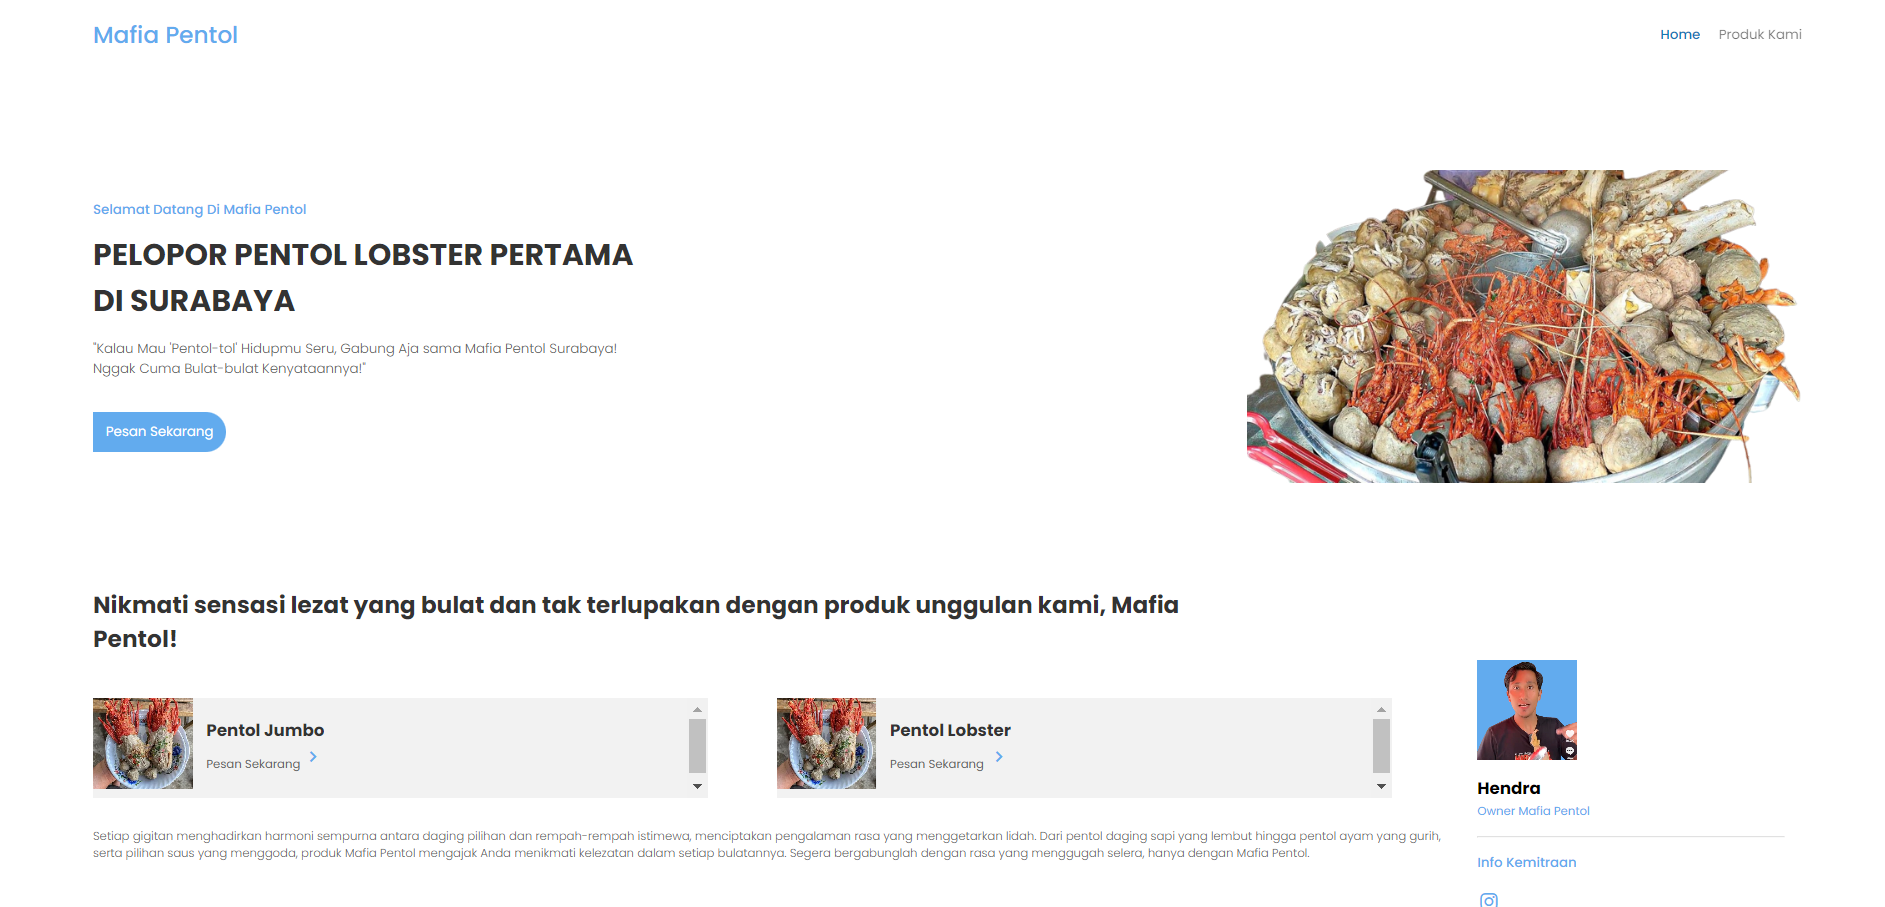 Mafia Pentol
Home
Produk Kami
Selamat Datang Di Mafia Pentol
PELOPOR PENTOL LOBSTER PERTAMA
DI SURABAYA
"Kalau Mau 'Pentol-tol' Hidupmu Seru, Gabung Aja sama Mafia Pentol Surabaya!
Nggak Cuma Bulat-bulat Kenyataannya!"
Pesan Sekarang
Nikmati sensasi lezat yang bulat dan tak terlupakan dengan produk unggulan kami, Mafia
Pentol!
Pentol Jumbo
Pesan Sekarang
Pentol Lobster
Pesan Sekarang
Setiap gigitan menghadirkan harmoni sempurna antara daging pilihan dan rempah-rempah istimewa, menciptakan pengalaman rasa yang menggetarkan lidah. Dari pentol daging sapi yang lembut hingga pentol ayam yang gurih,
serta pilihan saus yang menggoda, produk Mafia Pentol mengajak Anda menikmati kelezatan dalam setiap bulatannya. Segera bergabunglah dengan rasa yang menggugah selera, hanya dengan Mafia Pentol.
Hendra
Owner Mafia Pentol
Info Kemitraan